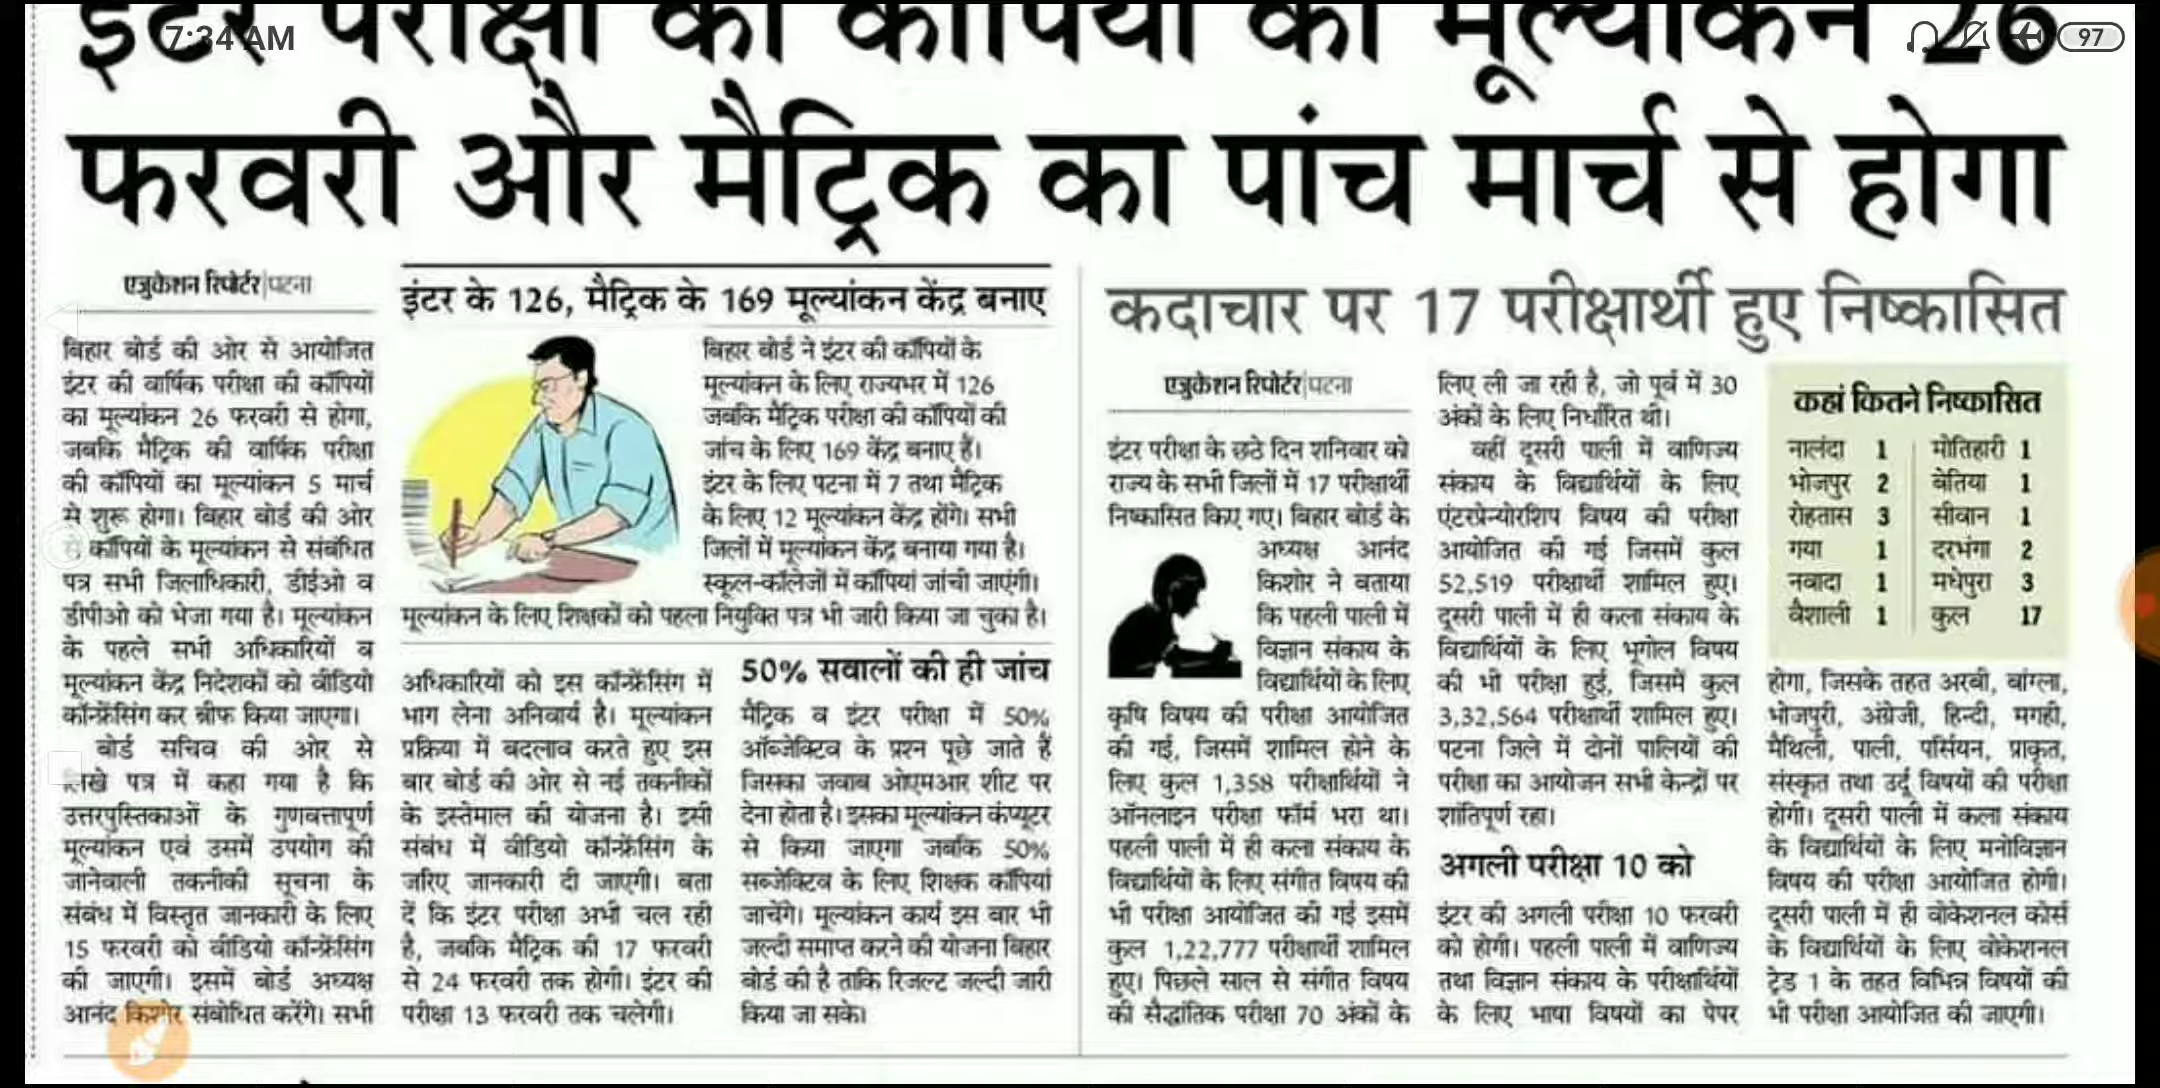 7:34 AM
97
इंटर परीक्षा की कॉपियों का मूल्यांकन 26
फरवरी और मैट्रिक का पांच मार्च से होगा
एजुकेशन रिपोर्टर|पटना
बिहार बोर्ड की ओर से आयोजित
इंटर की वार्षिक परीक्षा की कॉपियों
का मूल्यांकन 26 फरवरी से होगा,
जबकि मैट्रिक की वार्षिक परीक्षा
की कॉपियों का मूल्यांकन 5 मार्च
से शुरू होगा। बिहार बोर्ड की ओर
से कॉपियों के मूल्यांकन से संबंधित
पत्र सभी जिलाधिकारी, डीईओ व
डीपीओ को भेजा गया है। मूल्यांकन
के पहले सभी अधिकारियों व
मूल्यांकन केंद्र निदेशकों को वीडियो
कॉन्फ्रेंसिंग कर ब्रीफ किया जाएगा।
बोर्ड सचिव की ओर से
लिखे पत्र में कहा गया है कि
उत्तरपुस्तिकाओं के गुणवत्तापूर्ण
मूल्यांकन एवं उसमें उपयोग की
जानेवाली तकनीकी सूचना के
संबंध में विस्तृत जानकारी के लिए
15 फरवरी को वीडियो कॉन्फ्रेंसिंग
की जाएगी। इसमें बोर्ड अध्यक्ष
आनंद किशोर संबोधित करेंगे। सभी
इंटर के 126, मैट्रिक के 169 मूल्यांकन केंद्र बनाए
बिहार बोर्ड ने इंटर की कॉपियों के
मूल्यांकन के लिए राज्यभर में 126
जबकि मैट्रिक परीक्षा की कॉपियों की
जांच के लिए 169 केंद्र बनाए हैं।
इंटर के लिए पटना में 7 तथा मैट्रिक
के लिए 12 मूल्यांकन केंद्र होंगे। सभी
जिलों में मूल्यांकन केंद्र बनाया गया है।
स्कूल-कॉलेजों में कॉपियां जांची जाएंगी।
मूल्यांकन के लिए शिक्षकों को पहला नियुक्ति पत्र भी जारी किया जा चुका है।
अधिकारियों को इस कॉन्फ्रेंसिंग में
भाग लेना अनिवार्य है। मूल्यांकन
प्रक्रिया में बदलाव करते हुए इस
बार बोर्ड की ओर से नई तकनीकों
के इस्तेमाल की योजना है। इसी
संबंध में वीडियो कॉन्फ्रेंसिंग के
जरिए जानकारी दी जाएगी। बता
दें कि इंटर परीक्षा अभी चल रही
है, जबकि मैट्रिक की 17 फरवरी
से 24 फरवरी तक होगी। इंटर की
परीक्षा 13 फरवरी तक चलेगी।
50% सवालों की ही जांच
मैट्रिक व इंटर परीक्षा में 50%
ऑब्जेक्टिव के प्रश्न पूछे जाते हैं
जिसका जवाब ओएमआर शीट पर
देना होता है। इसका मूल्यांकन कंप्यूटर
से किया जाएगा जबकि 50%
सब्जेक्टिव के लिए शिक्षक कॉपियां
जाचेंगे। मूल्यांकन कार्य इस बार भी
जल्दी समाप्त करने की योजना बिहार
बोर्ड की है ताकि रिजल्ट जल्दी जारी
किया जा सके।
कदाचार पर 17 परीक्षार्थी हुए निष्कासित
एजुकेशन रिपोर्टर|पटना
इंटर परीक्षा के छठे दिन शनिवार को
राज्य के सभी जिलों में 17 परीक्षार्थी
निष्कासित किए गए। बिहार बोर्ड के
अध्यक्ष आनंद
किशोर ने बताया
कि पहली पाली में
विज्ञान संकाय के
विद्यार्थियों के लिए
कृषि विषय की परीक्षा आयोजित
की गई, जिसमें शामिल होने के
लिए कुल 1,358 परीक्षार्थियों ने
ऑनलाइन परीक्षा फॉर्म भरा था।
पहली पाली में ही कला संकाय के
विद्यार्थियों के लिए संगीत विषय की
भी परीक्षा आयोजित की गई इसमें
कुल 1,22,777 परीक्षार्थी शामिल
हुए। पिछले साल से संगीत विषय
की सैद्धांतिक परीक्षा 70 अंकों के
लिए ली जा रही है, जो पूर्व में 30
अंकों के लिए निर्धारित थी।
वहीं दूसरी पाली में वाणिज्य
संकाय के विद्यार्थियों के लिए
एंटरप्रेन्योरशिप विषय की परीक्षा
आयोजित की गई जिसमें कुल
52,519 परीक्षार्थी शामिल हुए।
दूसरी पाली में ही कला संकाय के
विद्यार्थियों के लिए भूगोल विषय
की भी परीक्षा हुई, जिसमें कुल
3,32,564 परीक्षार्थी शामिल हुए।
पटना जिले में दोनों पालियों की
परीक्षा का आयोजन सभी केन्द्रों पर
शांतिपूर्ण रहा।
अगली परीक्षा 10 को
इंटर की अगली परीक्षा 10 फरवरी
को होगी। पहली पाली में वाणिज्य
तथा विज्ञान संकाय के परीक्षार्थियों
के लिए भाषा विषयों का पेपर
कहां कितने निष्कासित
नालंदा 1 मोतिहारी 1
भोजपुर 2 बेतिया 1
रोहतास 3 सीवान 1
गया 1 दरभंगा 2
नवादा 1 मधेपुरा 3
वैशाली 1 कुल 17
होगा, जिसके तहत अरबी, बांग्ला,
भोजपुरी, अंग्रेजी, हिन्दी, मगही,
मैथिली, पाली, पर्सियन, प्राकृत,
संस्कृत तथा उर्दू विषयों की परीक्षा
होगी। दूसरी पाली में कला संकाय
के विद्यार्थियों के लिए मनोविज्ञान
विषय की परीक्षा आयोजित होगी।
दूसरी पाली में ही वोकेशनल कोर्स
के विद्यार्थियों के लिए वोकेशनल
ट्रेड 1 के तहत विभिन्न विषयों की
भी परीक्षा आयोजित की जाएगी।